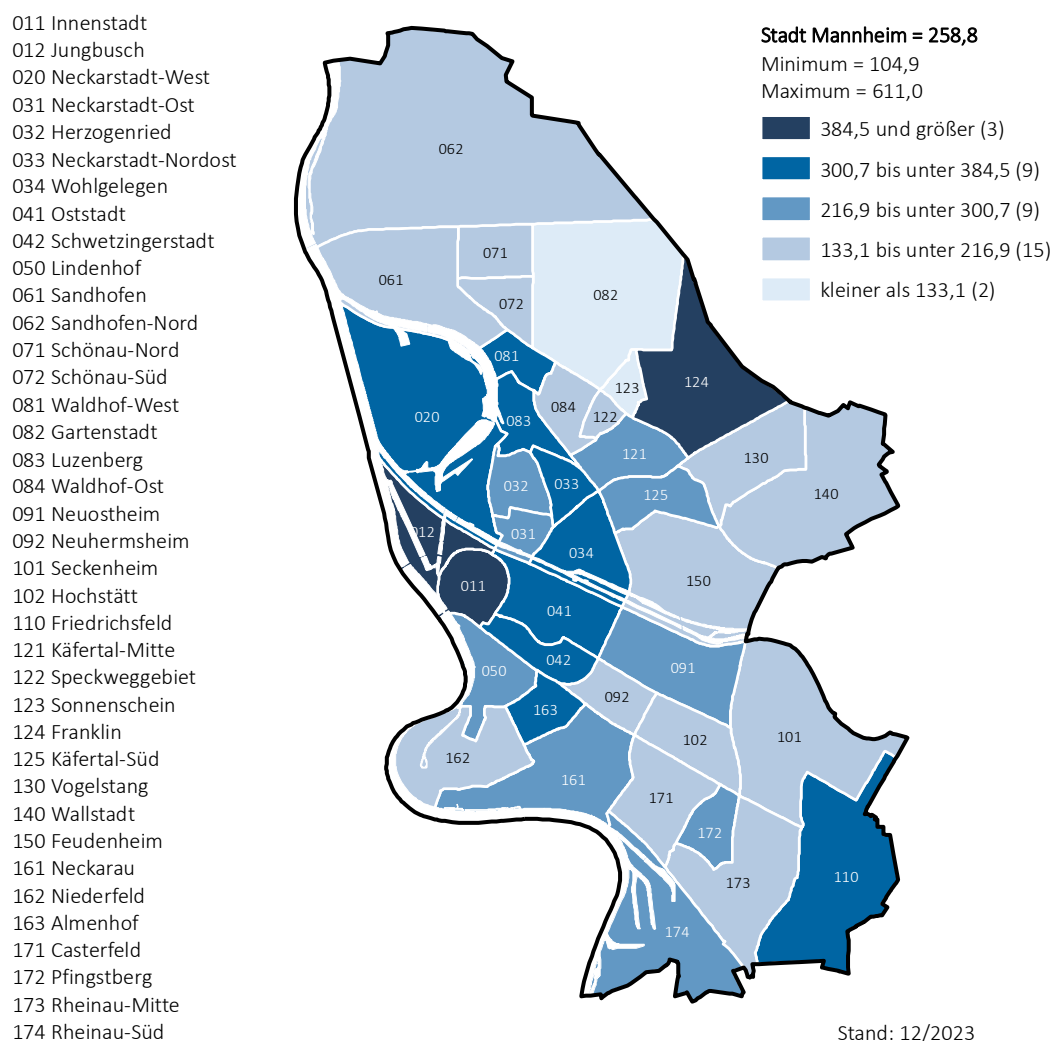 011 Innenstadt
012 Jungbusch
020 Neckarstadt-West
031 Neckarstadt-Ost
032 Herzogenried
033 Neckarstadt-Nordost
034 Wohlgelegen
041 Oststadt
042 Schwetzingerstadt
050 Lindenhof
061 Sandhofen
062 Sandhofen-Nord
071 Schönau-Nord
072 Schönau-Süd
081 Waldhof-West
082 Gartenstadt
083 Luzenberg
084 Waldhof-Ost
091 Neuostheim
092 Neuhermsheim
101 Seckenheim
102 Hochstätt
110 Friedrichsfeld
121 Käfertal-Mitte
122 Speckweggebiet
123 Sonnenschein
124 Franklin
125 Käfertal-Süd
130 Vogelstang
140 Wallstadt
150 Feudenheim
161 Neckarau
162 Niederfeld
163 Almenhof
171 Casterfeld
172 Pfingstberg
173 Rheinau-Mitte
174 Rheinau-Süd
Stadt Mannheim = 258,8
Minimum = 104,9
Maximum = 611,0
384,5 und größer (3)
300,7 bis unter 384,5 (9)
216,9 bis unter 300,7 (9)
133,1 bis unter 216,9 (15)
kleiner als 133,1 (2)
062
071
061
082
072
081
124
123
084
122
020
083
121
130
032
033
125
140
012
031
034
150
011
041
042
050
091
092
163
102
101
162
161
171
172
110
173
174
Stand: 12/2023